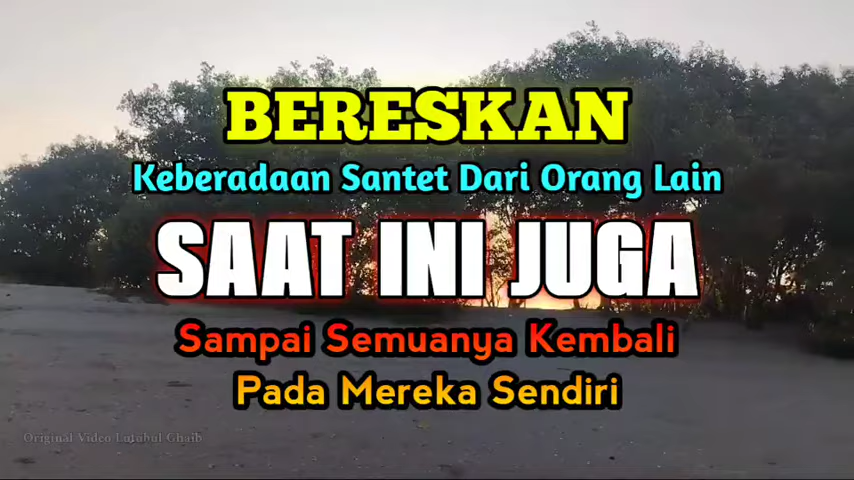 BERESKAN
Keberadaan Santet Dari Orang Lain
SAAT INI JUGA
Sampai Semuanya Kembali
Pada Mereka Sendiri
Original Video Lutubul Ghaib